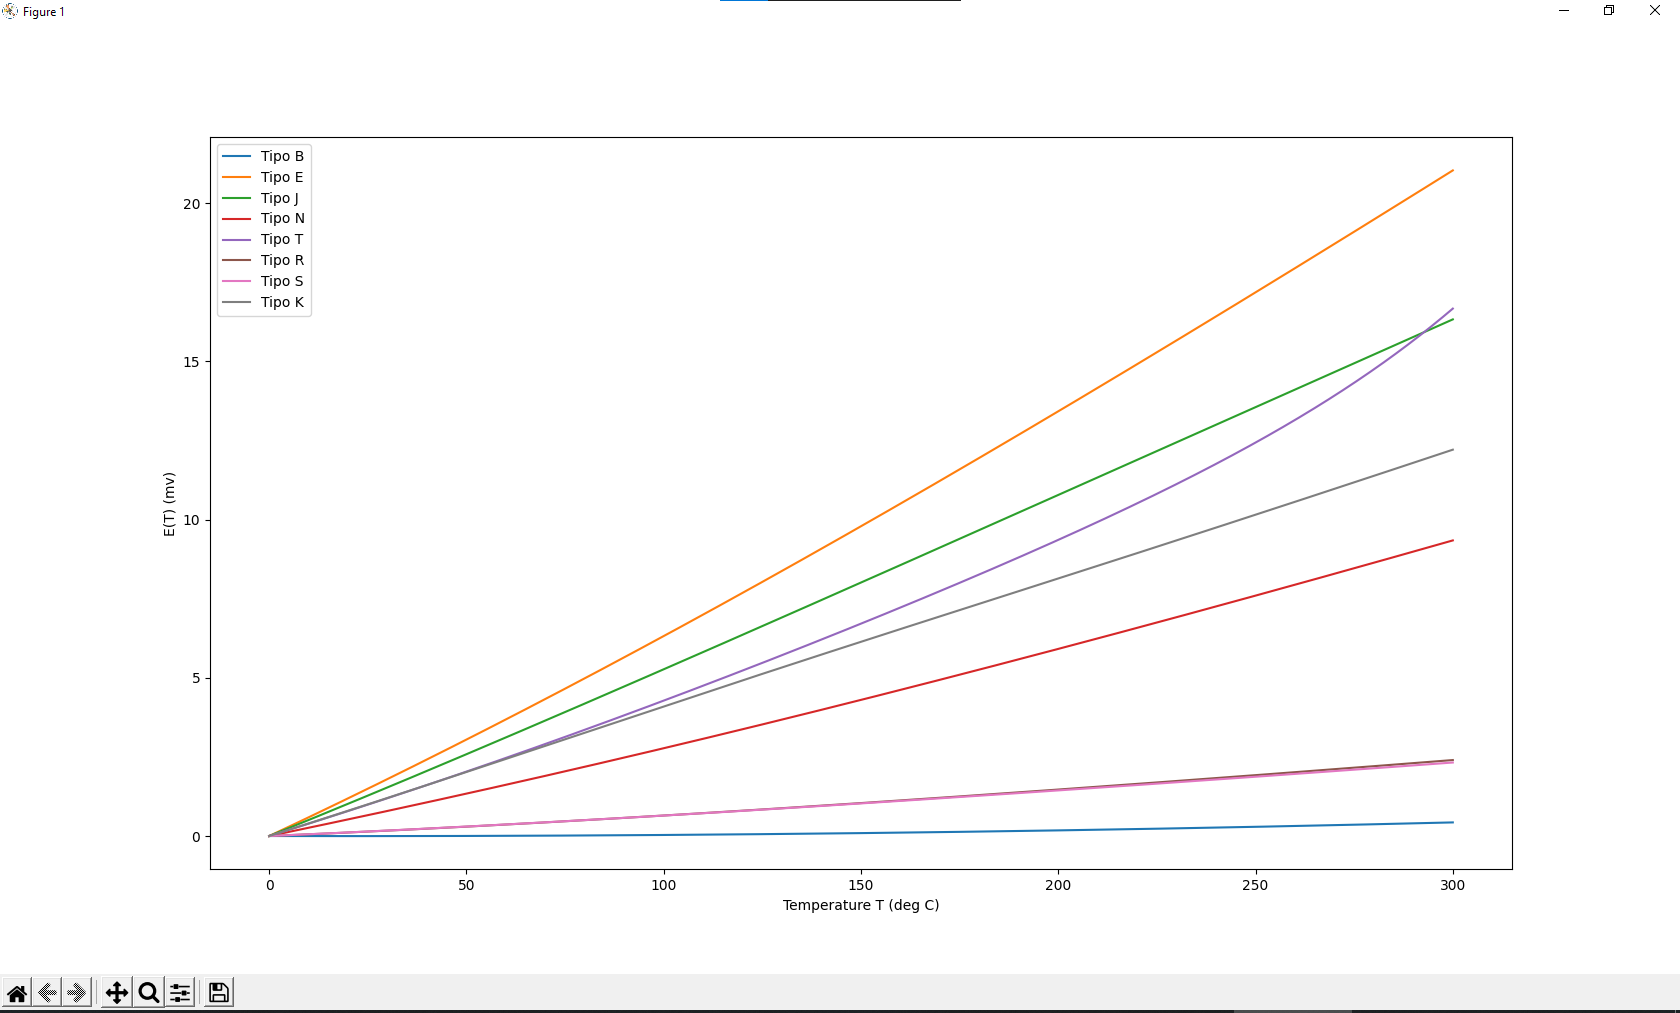 Figure 1
Tipo B
Tipo E
Tipo J
Tipo N
Tipo T
Tipo R
Tipo S
Tipo K
20
15
10
5
0
E(T) (mv)
0 50 100 150 200 250 300
Temperature T (deg C)